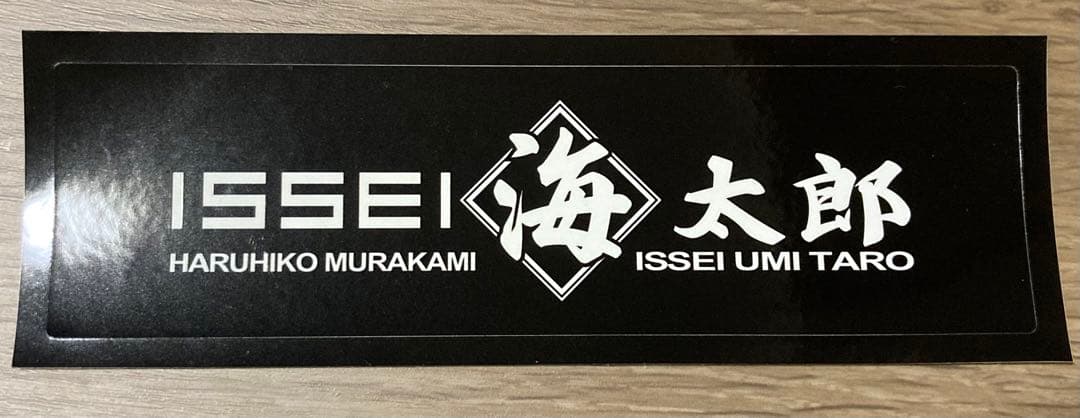 ISSEI 海太郎
HARUHIKO MURAKAMI ISSEI UMI TARO